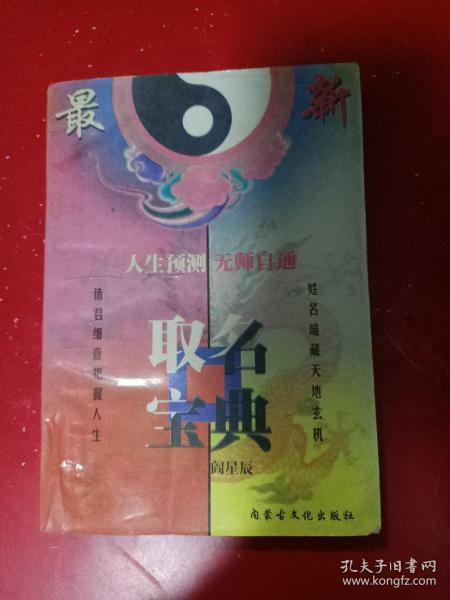 最新
人生预测 无师自通
姓名暗藏天地玄机
请君细查把握人生
取名
宝典
阎星辰
内蒙古文化出版社
孔夫子旧书网
www.kongfz.com